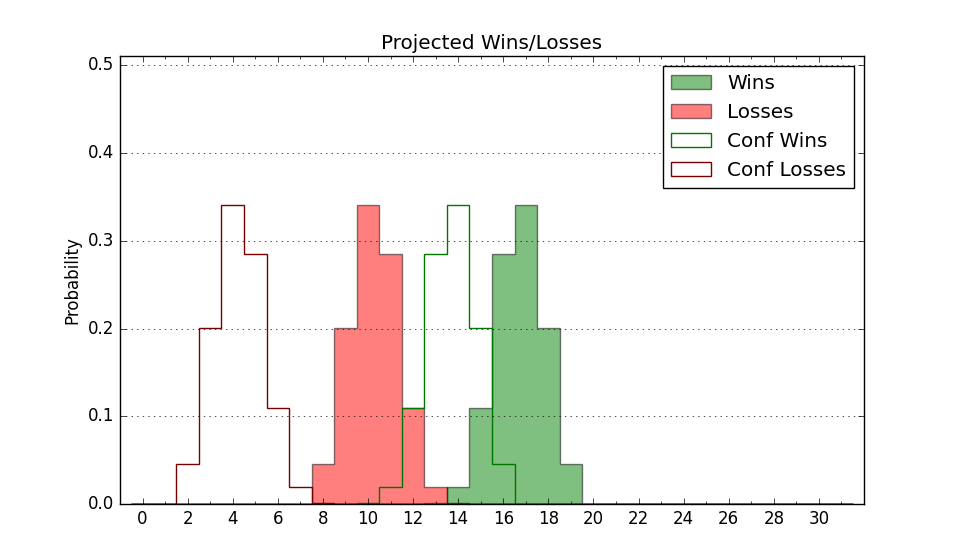 Projected Wins/Losses
0.5
0.4
0.3
0.2
0.1
0.0
Probability
Wins
Losses
Conf Wins
Conf Losses
0 2 4 6 8 10 12 14 16 18 20 22 24 26 28 30